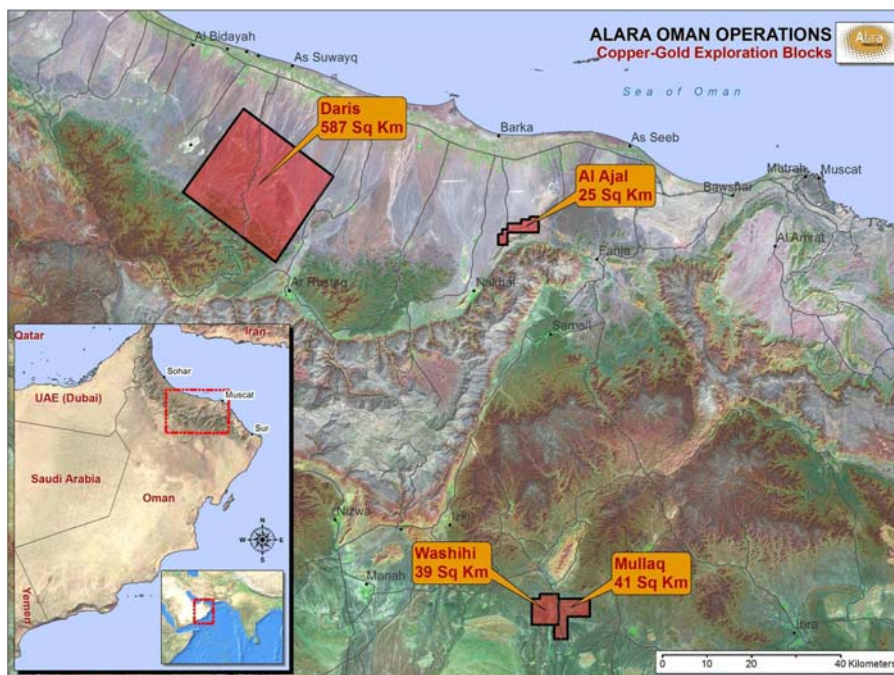 ALARA OMAN OPERATIONS
Copper-Gold Exploration Blocks
Alara
Al Bidayah
As Suwayq
Sea of Oman
Daris
587 Sq Km
Barka
As Seeb
Al Ajal
25 Sq Km
Matrah
Muscat
Bawshar
Al Amrat
Fanja
Ar Rustaq
Nakhal
Samail
Qatar
Iran
Sohar
Muscat
UAE (Dubai)
Sur
Saudi Arabia
Oman
N
W
E
S
Yemen
Nizwa
Izki
Manah
Washihi
39 Sq Km
Mullaq
41 Sq Km
Ibra
0 10 20 30 40 Kilometers